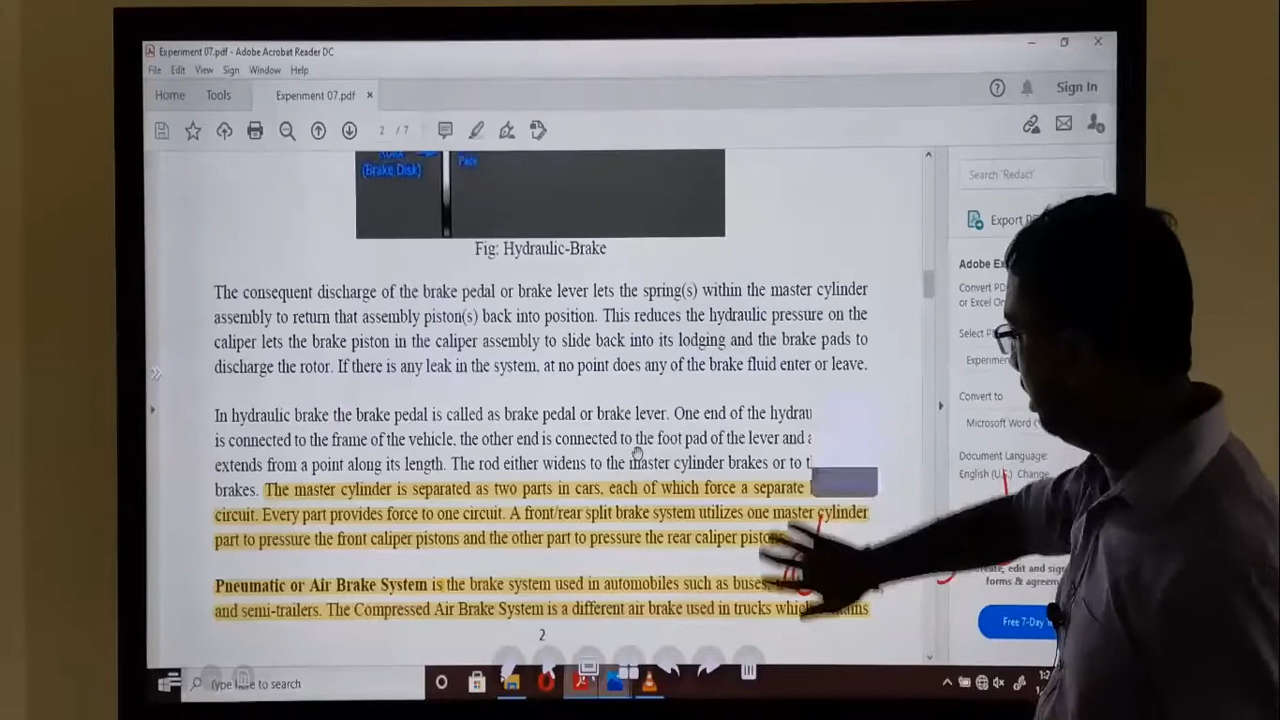 Experiment 07.pdf - Adobe Acrobat Reader DC
File Edit View Sign Window Help
Home Tools Experiment 07.pdf × Sign In
2 / 7
(Brake Disk)
Pads
Search 'Redact'
Fig: Hydraulic-Brake
Export
Adobe
The consequent discharge of the brake pedal or brake lever lets the spring(s) within the master cylinder
assembly to return that assembly piston(s) back into position. This reduces the hydraulic pressure on the
caliper lets the brake piston in the caliper assembly to slide back into its lodging and the brake pads to
discharge the rotor. If there is any leak in the system, at no point does any of the brake fluid enter or leave.
Convert
or Excel
Select
Experimen
Convert to
Microsoft Word
Document Language:
English (U.S.) Change
In hydraulic brake the brake pedal is called as brake pedal or brake lever. One end of the hydrau
is connected to the frame of the vehicle, the other end is connected to the foot pad of the lever and a
extends from a point along its length. The rod either widens to the master cylinder brakes or to t
brakes. The master cylinder is separated as two parts in cars, each of which force a separate
circuit. Every part provides force to one circuit. A front/rear split brake system utilizes one master cylinder
part to pressure the front caliper pistons and the other part to pressure the rear caliper pistons
Pneumatic or Air Brake System is the brake system used in automobiles such as buses,
and semi-trailers. The Compressed Air Brake System is a different air brake used in trucks which
2
edit and sign
forms & agreem
Free 7-Day
Type here to search